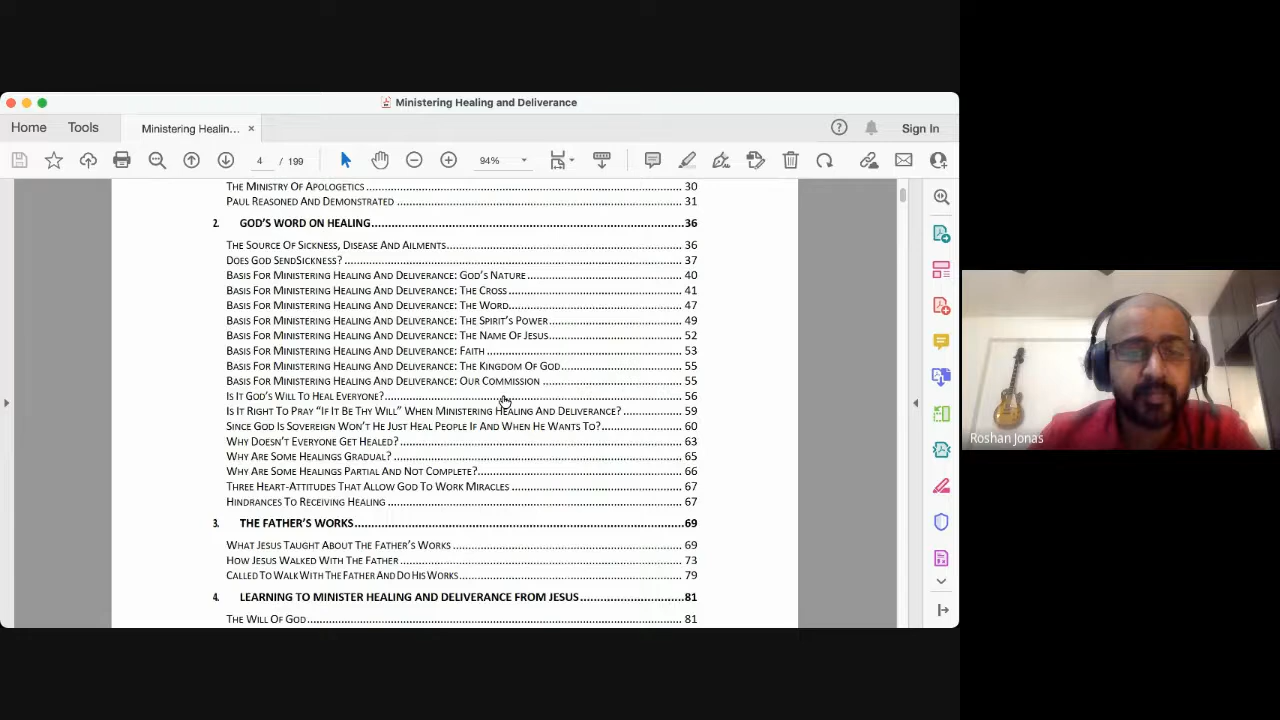 Ministering Healing and Deliverance
Home Tools Ministering Healin... × Sign In
4 / 199 94%
THE MINISTRY OF APOLOGETICS 30
PAUL REASONED AND DEMONSTRATED 31
2. GOD'S WORD ON HEALING 36
THE SOURCE OF SICKNESS, DISEASE AND AILMENTS 36
DOES GOD SENDSICKNESS? 37
BASIS FOR MINISTERING HEALING AND DELIVERANCE: GOD'S NATURE 40
BASIS FOR MINISTERING HEALING AND DELIVERANCE: THE CROSS 41
BASIS FOR MINISTERING HEALING AND DELIVERANCE: THE WORD 47
BASIS FOR MINISTERING HEALING AND DELIVERANCE: THE SPIRIT'S POWER 49
BASIS FOR MINISTERING HEALING AND DELIVERANCE: THE NAME OF JESUS 52
BASIS FOR MINISTERING HEALING AND DELIVERANCE: FAITH 53
BASIS FOR MINISTERING HEALING AND DELIVERANCE: THE KINGDOM OF GOD 55
BASIS FOR MINISTERING HEALING AND DELIVERANCE: OUR COMMISSION 55
IS IT GOD'S WILL TO HEAL EVERYONE? 56
IS IT RIGHT TO PRAY "IF IT BE THY WILL" WHEN MINISTERING HEALING AND DELIVERANCE? 59
SINCE GOD IS SOVEREIGN WON'T HE JUST HEAL PEOPLE IF AND WHEN HE WANTS TO? 60
WHY DOESN'T EVERYONE GET HEALED? 63
WHY ARE SOME HEALINGS GRADUAL? 65
WHY ARE SOME HEALINGS PARTIAL AND NOT COMPLETE? 66
THREE HEART-ATTITUDES THAT ALLOW GOD TO WORK MIRACLES 67
HINDRANCES TO RECEIVING HEALING 67
3. THE FATHER'S WORKS 69
WHAT JESUS TAUGHT ABOUT THE FATHER'S WORKS 69
HOW JESUS WALKED WITH THE FATHER 73
CALLED TO WALK WITH THE FATHER AND DO HIS WORKS 79
4. LEARNING TO MINISTER HEALING AND DELIVERANCE FROM JESUS 81
THE WILL OF GOD 81
Roshan Jonas